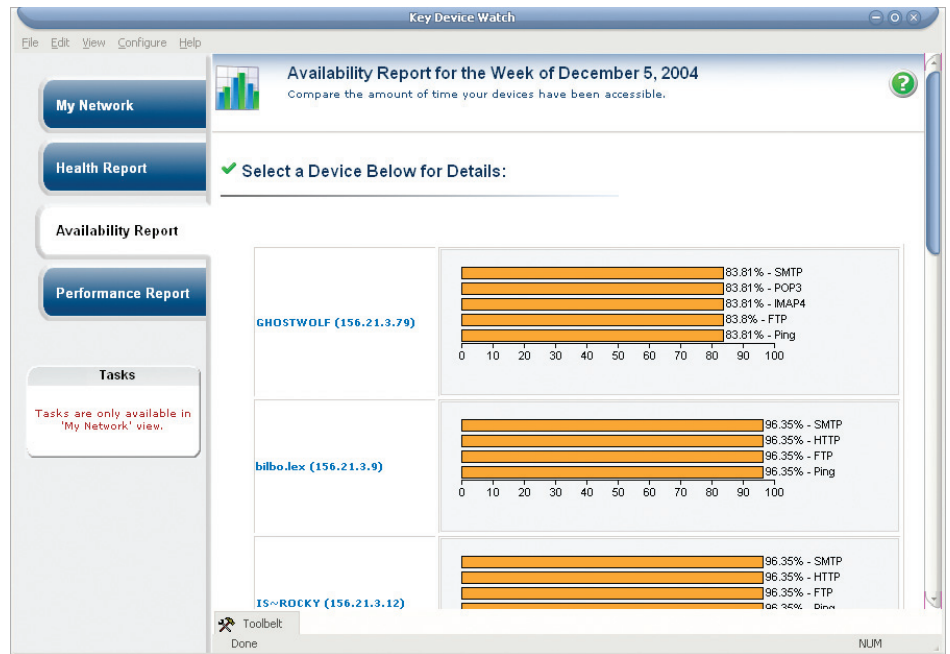 Key Device Watch
File Edit View Configure Help
My Network
Health Report
Availability Report
Performance Report
Tasks
Tasks are only available in
'My Network' view.
Availability Report for the Week of December 5, 2004
Compare the amount of time your devices have been accessible.
?
Select a Device Below for Details:
GHOSTWOLF (156.21.3.79)
83.81% - SMTP
83.81% - POP3
83.81% - IMAP4
83.8% - FTP
83.81% - Ping
0 10 20 30 40 50 60 70 80 90 100
bilbo.lex (156.21.3.9)
96.35% - SMTP
96.35% - HTTP
96.35% - FTP
96.35% - Ping
0 10 20 30 40 50 60 70 80 90 100
IS~ROCKY (156.21.3.12)
96.35% - SMTP
96.35% - HTTP
96.35% - FTP
96.35% - Ping
Toolbelt
Done NUM